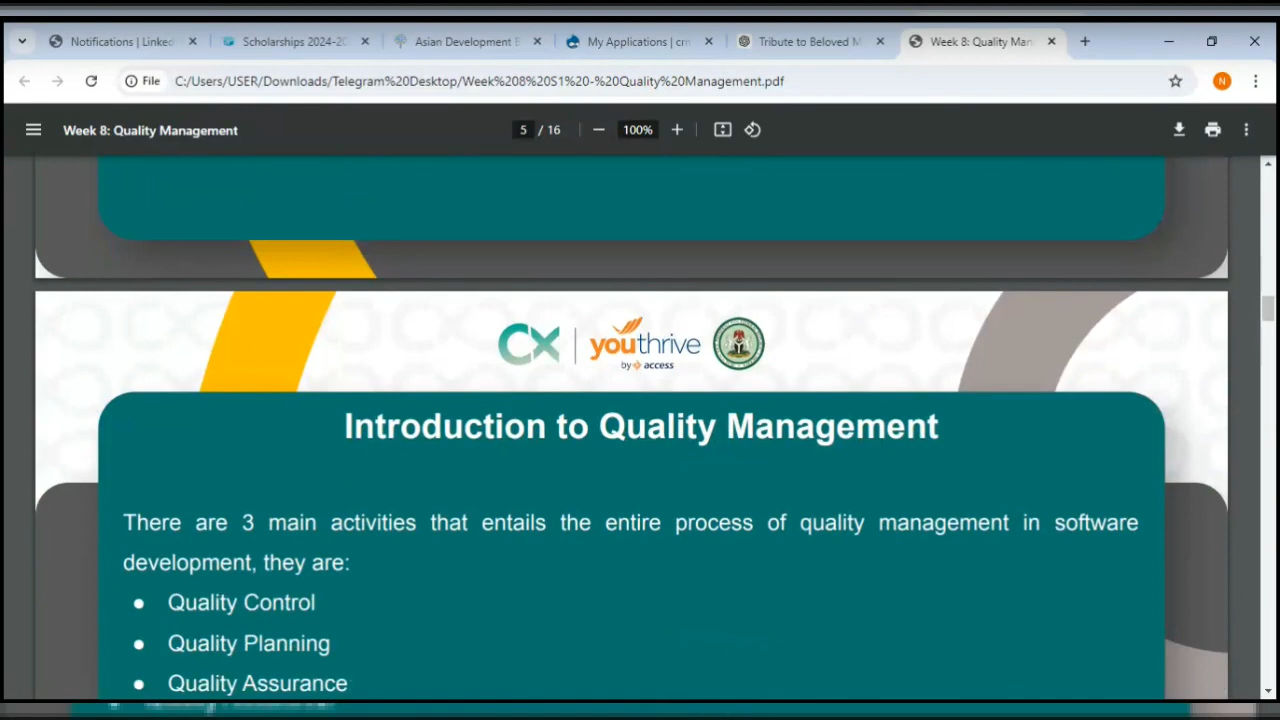 Notifications | Linked
Scholarships 2024-20
Asian Development B
My Applications | crn
Tribute to Beloved M
Week 8: Quality Man
File
C:/Users/USER/Downloads/Telegram%20Desktop/Week%208%20S1%20-%20Quality%20Management.pdf
N
Week 8: Quality Management
5 / 16
100%
CX
youthrive
by access
Introduction to Quality Management
There are 3 main activities that entails the entire process of quality management in software
development, they are:
• Quality Control
• Quality Planning
• Quality Assurance